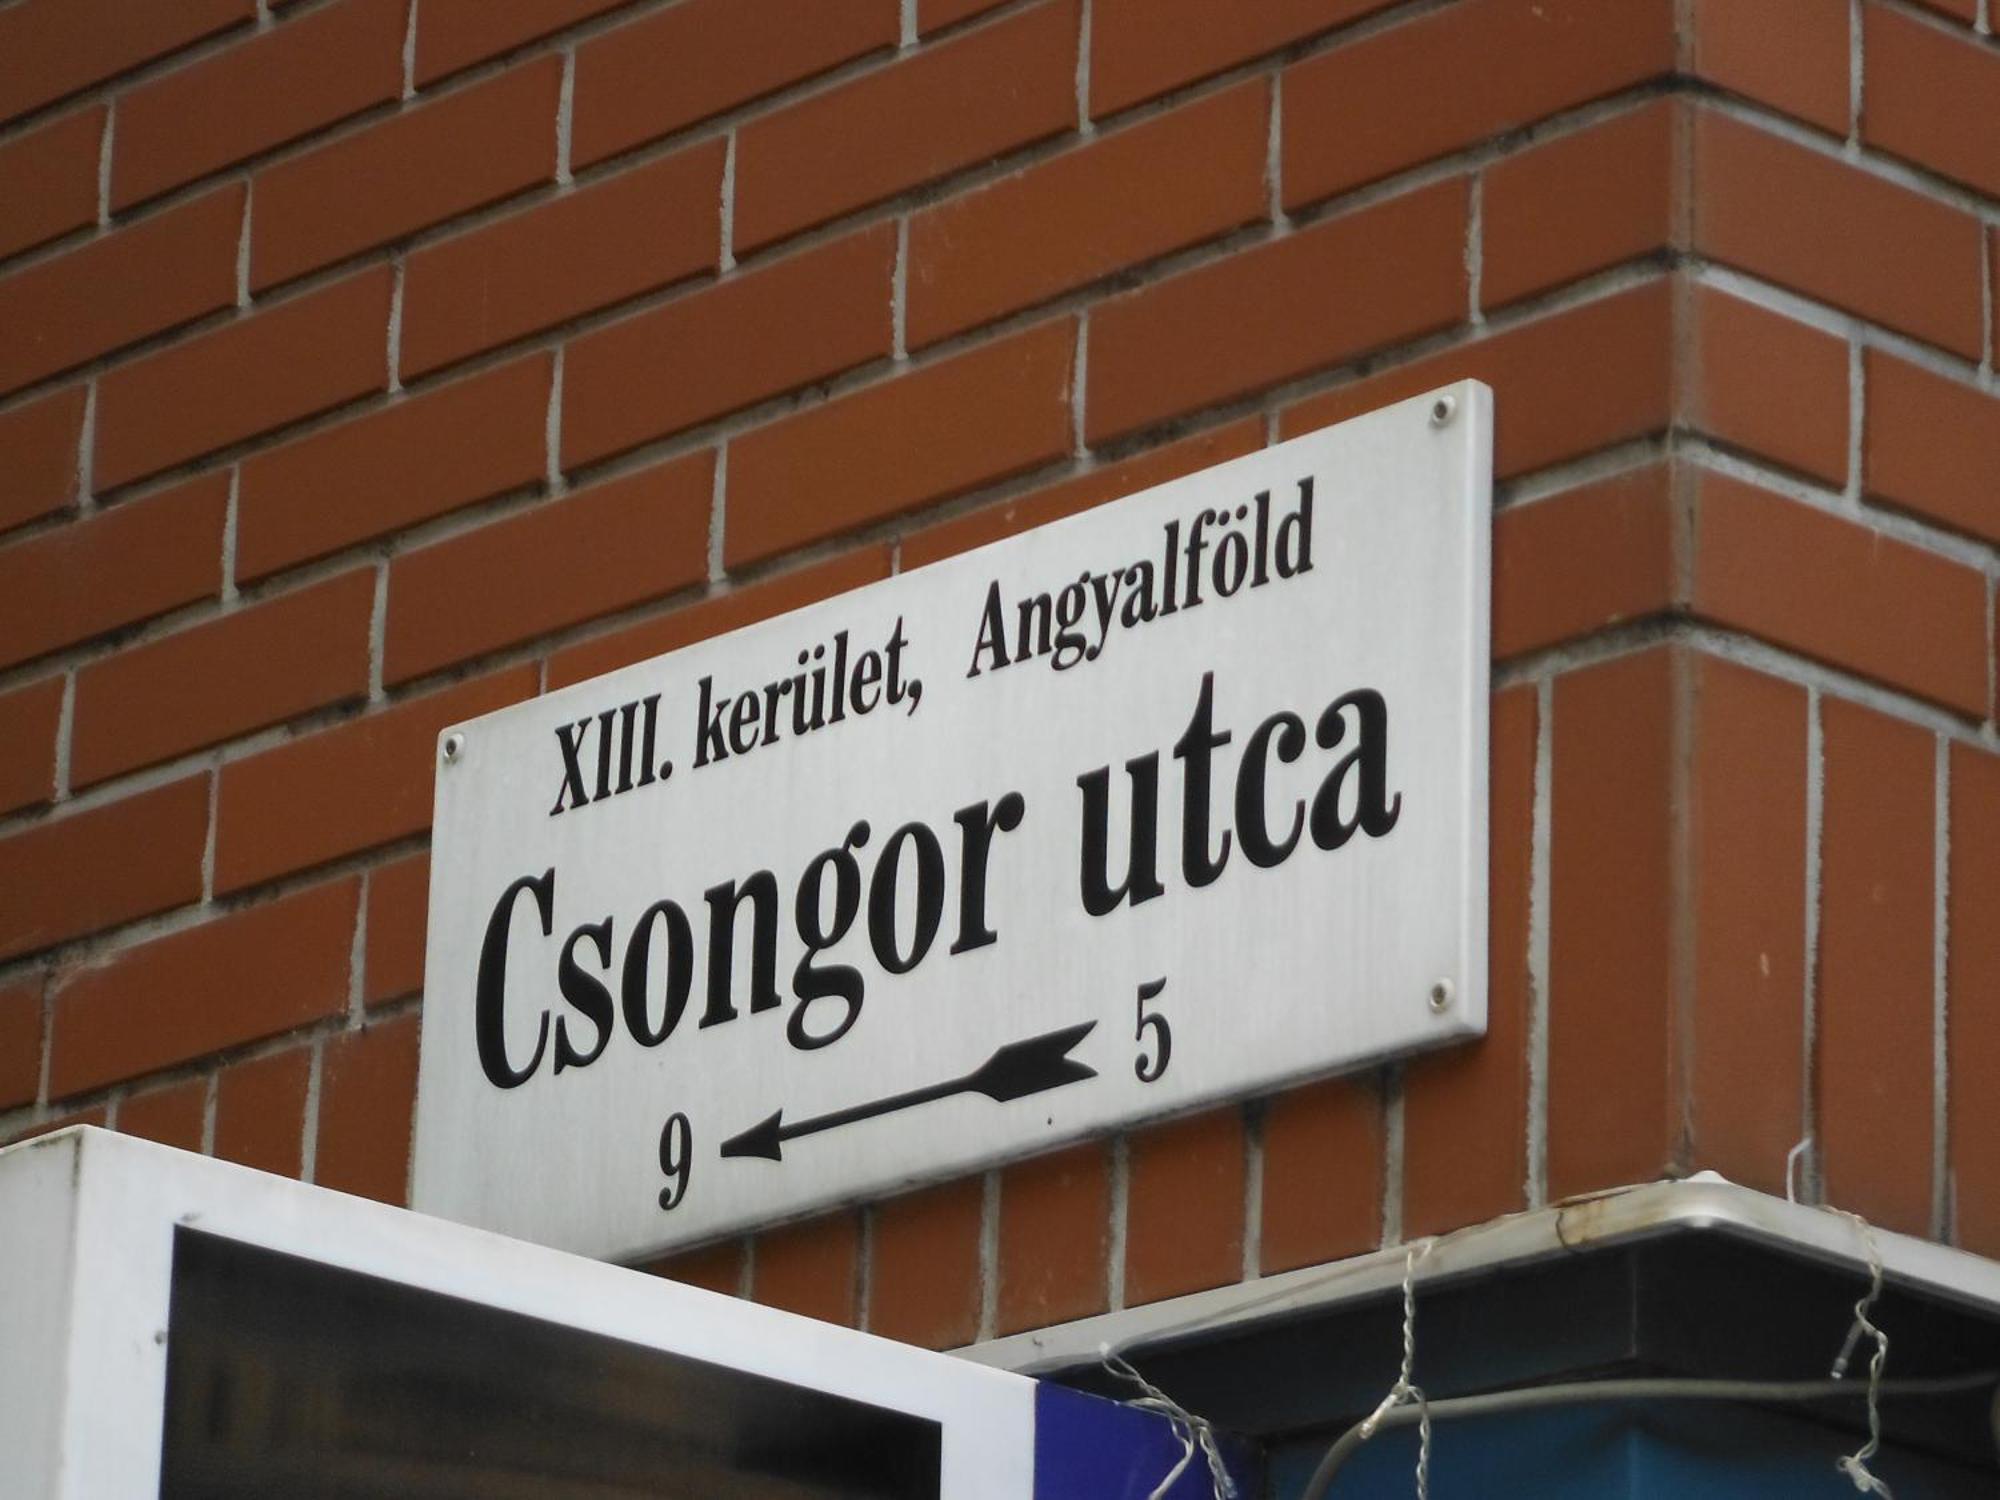 XIII. kerület, Angyalföld
Csongor utca
9 5